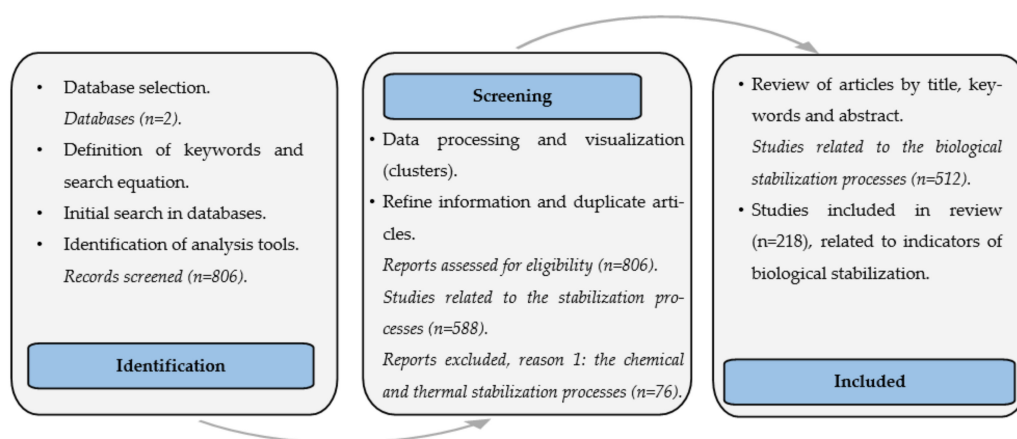 • Database selection.
Databases (n=2).
• Definition of keywords and
search equation.
• Initial search in databases.
• Identification of analysis tools.
Records screened (n=806).
Identification
Screening
• Data processing and visualization
(clusters).
• Refine information and duplicate arti-
cles.
Reports assessed for eligibility (n=806).
Studies related to the stabilization pro-
cesses (n=588).
Reports excluded, reason 1: the chemical
and thermal stabilization processes (n=76).
• Review of articles by title, key-
words and abstract.
Studies related to the biological
stabilization processes (n=512).
• Studies included in review
(n=218), related to indicators of
biological stabilization.
Included